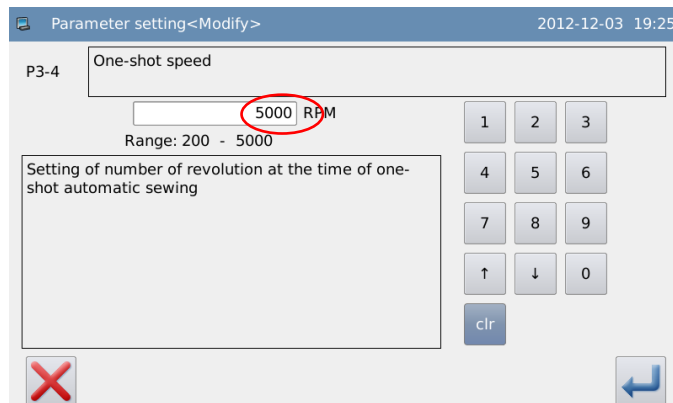 Parameter setting<Modify> 2012-12-03 19:25
P3-4
One-shot speed
5000 RPM
Range: 200 - 5000
Setting of number of revolution at the time of one-
shot automatic sewing
1 2 3
4 5 6
7 8 9
↑ ↓ 0
clr